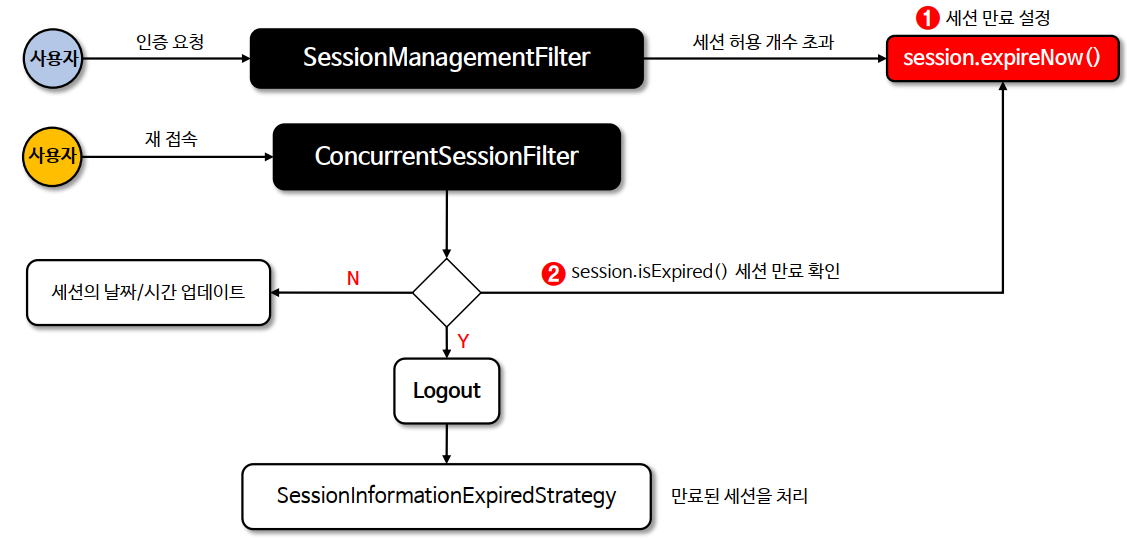 ❶ 세션 만료 설정
사용자
인증 요청
SessionManagementFilter
세션 허용 개수 초과
session.expireNow()
사용자
재 접속
ConcurrentSessionFilter
❷ session.isExpired() 세션 만료 확인
N
세션의 날짜/시간 업데이트
Y
Logout
SessionInformationExpiredStrategy
만료된 세션을 처리